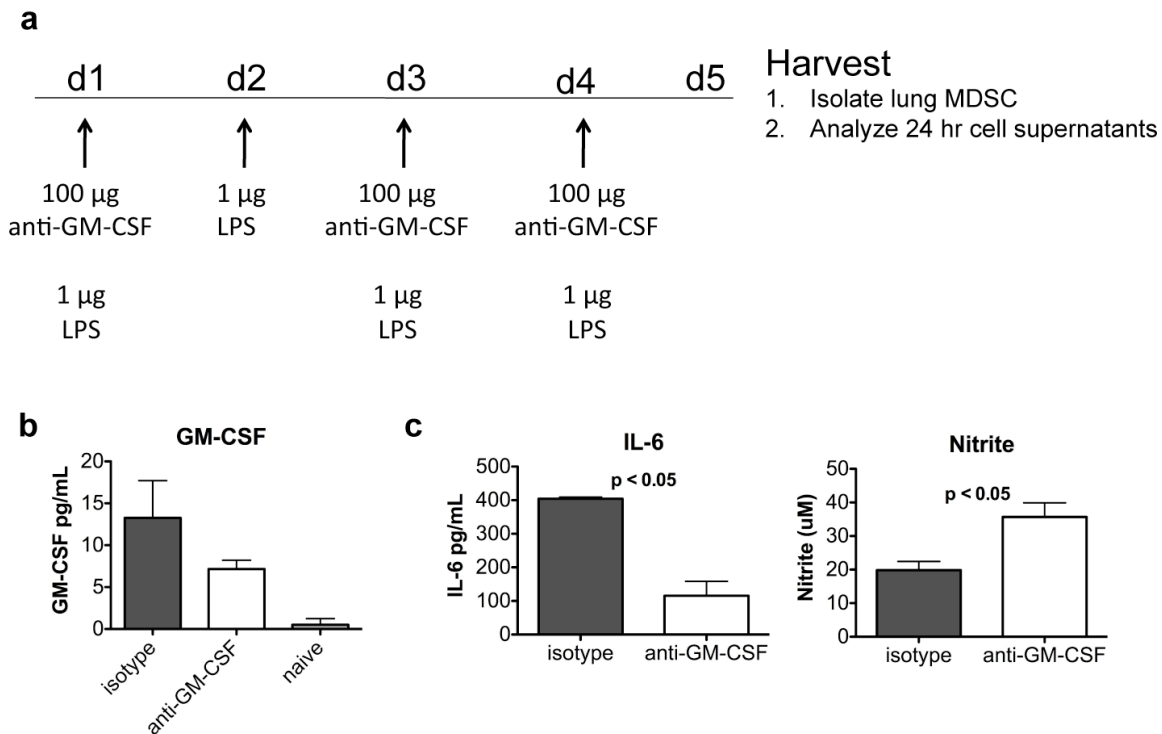 a
d1 d2 d3 d4 d5
100 µg 1 µg 100 µg 100 µg
anti-GM-CSF LPS anti-GM-CSF anti-GM-CSF
1 µg 1 µg 1 µg
LPS LPS LPS
Harvest
1. Isolate lung MDSC
2. Analyze 24 hr cell supernatants
b
GM-CSF
GM-CSF pg/mL
20
15
10
5
0
isotype
anti-GM-CSF
naive
c
IL-6
p < 0.05
IL-6 pg/mL
500
400
300
200
100
0
isotype anti-GM-CSF
Nitrite
p < 0.05
Nitrite (uM)
50
40
30
20
10
0
isotype anti-GM-CSF